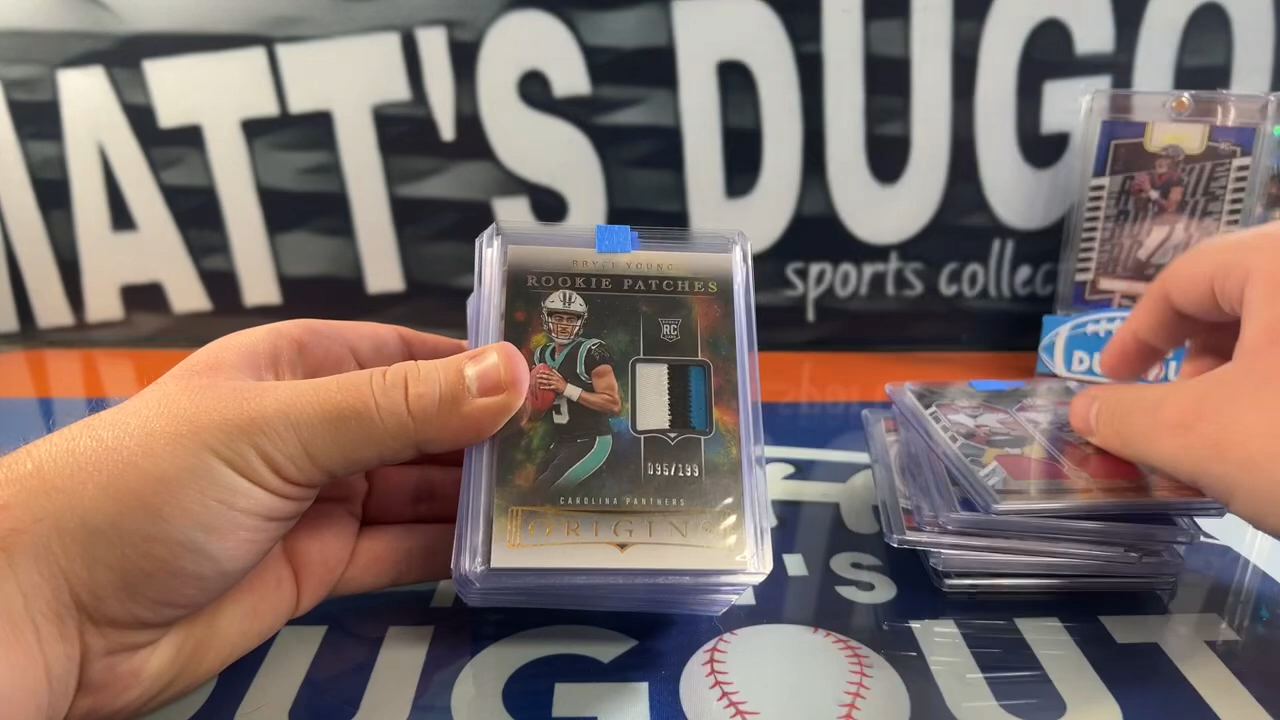 MATT'S DUGO
sports collec
BRYCE YOUNG
ROOKIE PATCHES
RC
095/199
CAROLINA PANTHERS
ORIGINS
'S
DUGOUT